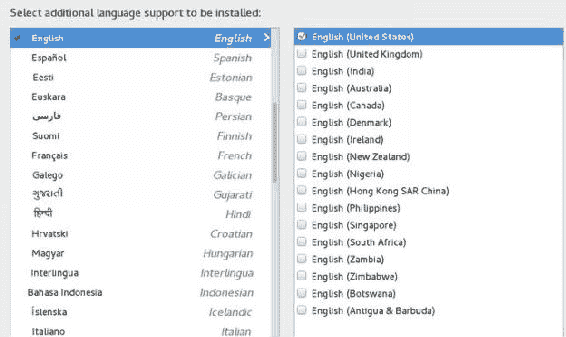 Select additional language support to be installed:
English English
Español Spanish
Eesti Estonian
Euskara Basque
فارسی Persian
Suomi Finnish
Français French
Galego Galician
ગુજરાતી Gujarati
हिन्दी Hindi
Hrvatski Croatian
Magyar Hungarian
Interlingua Interlingua
Bahasa Indonesia Indonesian
Íslenska Icelandic
Italiano Italian
English (United States)
English (United Kingdom)
English (India)
English (Australia)
English (Canada)
English (Denmark)
English (Ireland)
English (New Zealand)
English (Nigeria)
English (Hong Kong SAR China)
English (Philippines)
English (Singapore)
English (South Africa)
English (Zambia)
English (Zimbabwe)
English (Botswana)
English (Antigua & Barbuda)